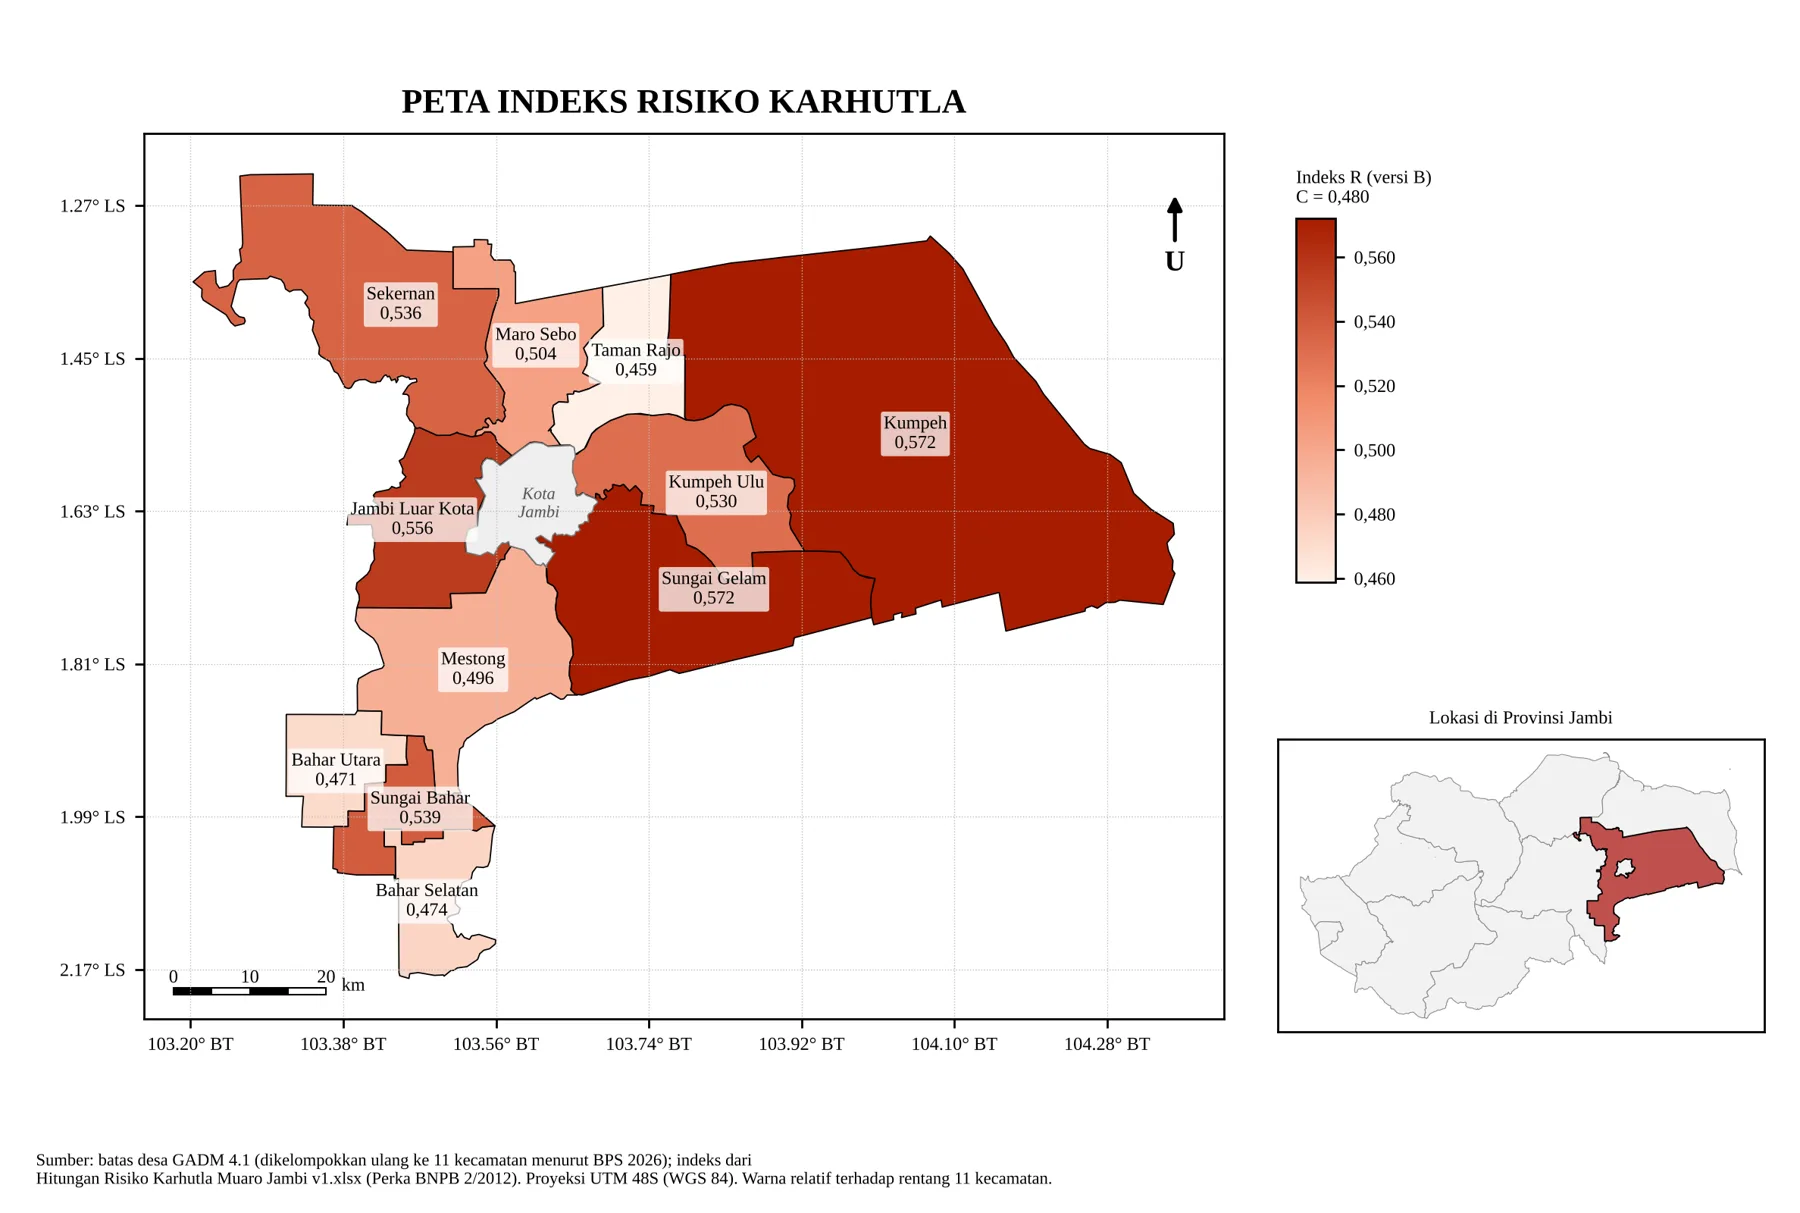 PETA INDEKS RISIKO KARHUTLA
1.27° LS
1.45° LS
1.63° LS
1.81° LS
1.99° LS
2.17° LS
103.20° BT
103.38° BT
103.56° BT
103.74° BT
103.92° BT
104.10° BT
104.28° BT
U
Sekernan
0,536
Maro Sebo
0,504
Taman Rajo
0,459
Kumpeh
0,572
Kumpeh Ulu
0,530
Kota
Jambi
Jambi Luar Kota
0,556
Sungai Gelam
0,572
Mestong
0,496
Bahar Utara
0,471
Sungai Bahar
0,539
Bahar Selatan
0,474
0 10 20 km
Indeks R (versi B)
C = 0,480
0,560
0,540
0,520
0,500
0,480
0,460
Lokasi di Provinsi Jambi
Sumber: batas desa GADM 4.1 (dikelompokkan ulang ke 11 kecamatan menurut BPS 2026); indeks dari
Hitungan Risiko Karhutla Muaro Jambi v1.xlsx (Perka BNPB 2/2012). Proyeksi UTM 48S (WGS 84). Warna relatif terhadap rentang 11 kecamatan.